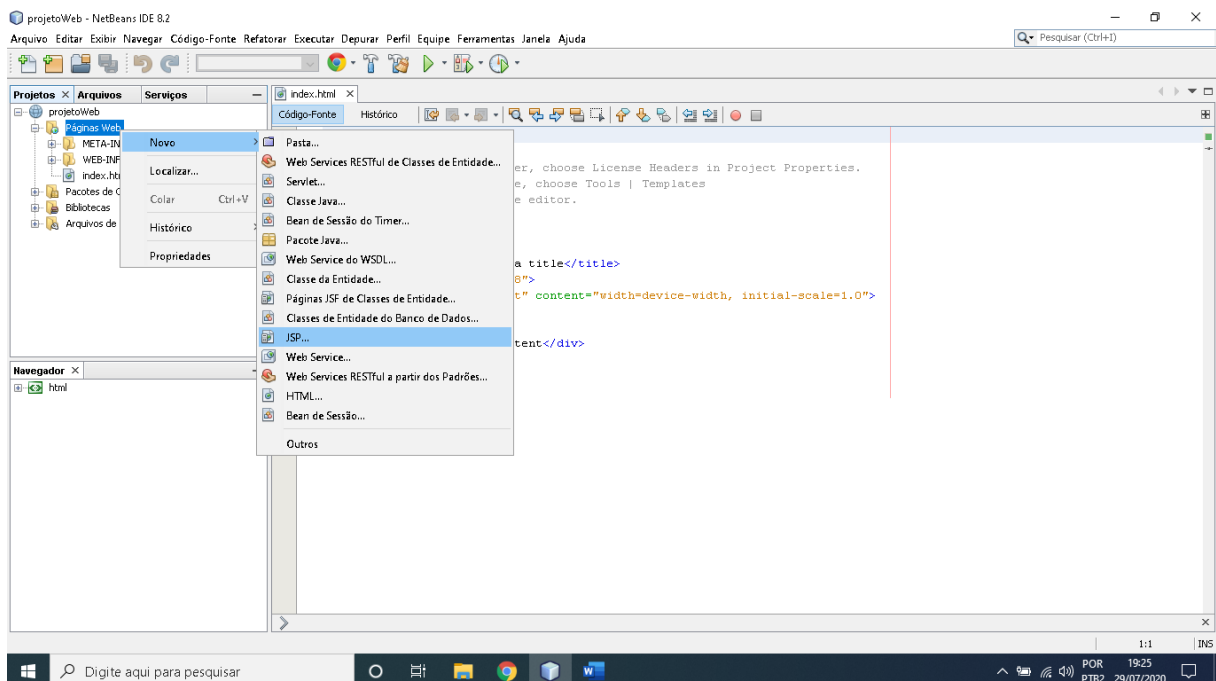 projetoWeb - NetBeans IDE 8.2
Arquivo Editar Exibir Navegar Código-Fonte Refatorar Executar Depurar Perfil Equipe Ferramentas Janela Ajuda
Pesquisar (Ctrl+I)
Projetos Arquivos Serviços
index.html
Código-Fonte Histórico
projetoWeb
Páginas Web
META-IN
WEB-INF
index.ht
Pacotes de C
Bibliotecas
Arquivos de
Novo
Localizar...
Colar Ctrl+V
Histórico
Propriedades
Pasta...
Web Services RESTful de Classes de Entidade...
Servlet...
Classe Java...
Bean de Sessão do Timer...
Pacote Java...
Web Service do WSDL...
Classe da Entidade...
Páginas JSF de Classes de Entidade...
Classes de Entidade do Banco de Dados...
JSP...
Web Service...
Web Services RESTful a partir dos Padrões...
HTML...
Bean de Sessão...
Outros
er, choose License Headers in Project Properties.
e, choose Tools | Templates
e editor.
a title</title>
8">
t" content="width=device-width, initial-scale=1.0">
tent</div>
Navegador
html
1:1 INS
Digite aqui para pesquisar
POR 19:25
PTB2 29/07/2020